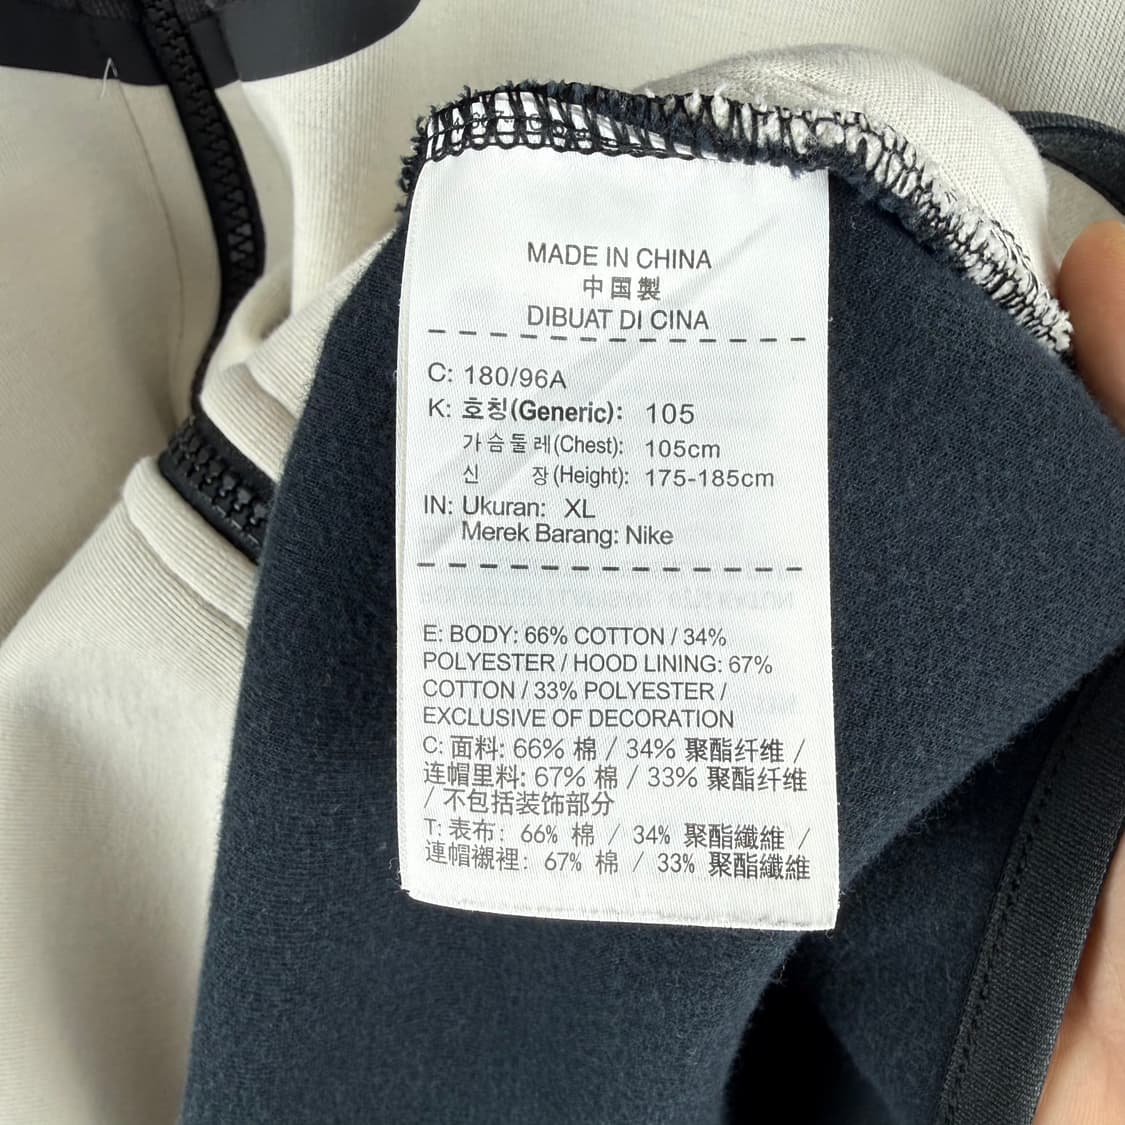 MADE IN CHINA
中国製
DIBUAT DI CINA
C: 180/96A
K: 호칭(Generic): 105
가슴둘레(Chest): 105cm
신 장(Height): 175-185cm
IN: Ukuran: XL
Merek Barang: Nike
E: BODY: 66% COTTON / 34%
POLYESTER / HOOD LINING: 67%
COTTON / 33% POLYESTER /
EXCLUSIVE OF DECORATION
C: 面料: 66% 棉 / 34% 聚酯纤维 /
连帽里料: 67% 棉 / 33% 聚酯纤维
/ 不包括装饰部分
T: 表布: 66% 棉 / 34% 聚酯纖維 /
連帽襯裡: 67% 棉 / 33% 聚酯纖維